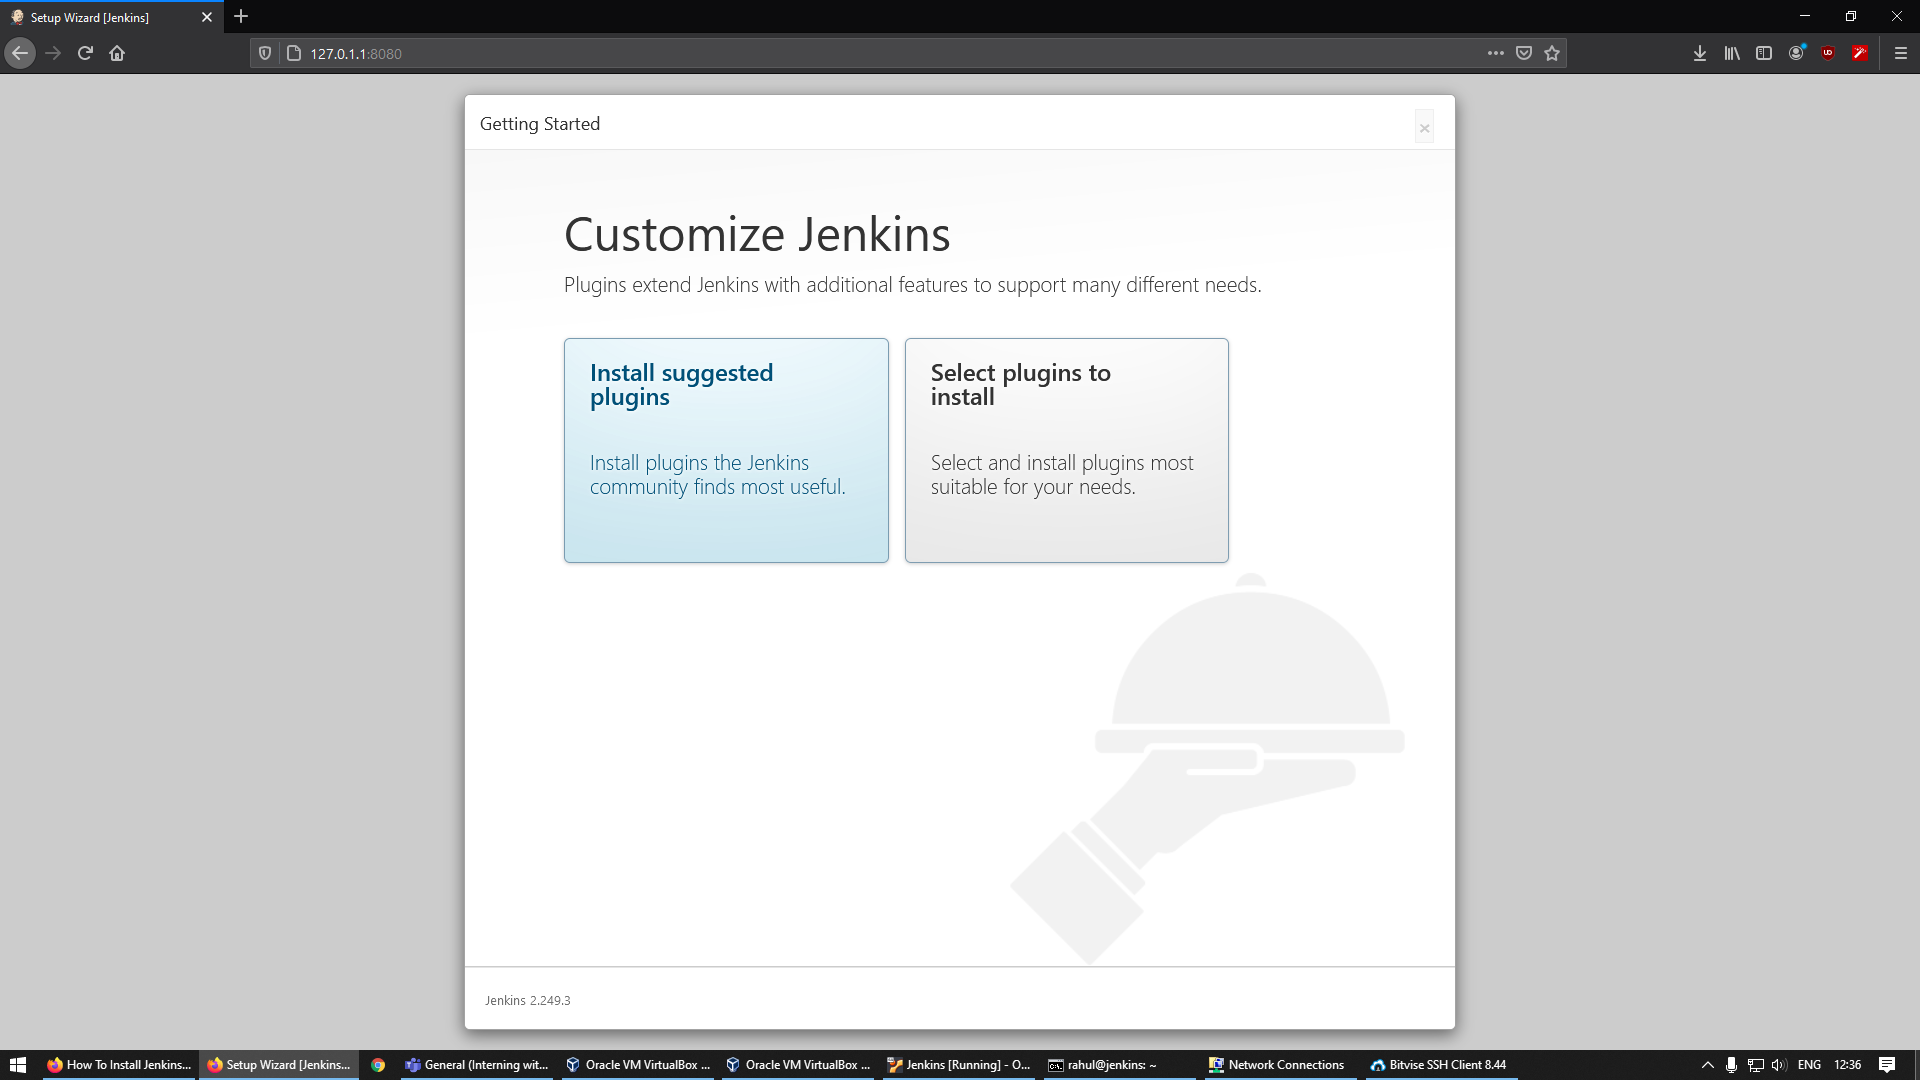 Setup Wizard [Jenkins]
127.0.1.1:8080
Getting Started
Customize Jenkins
Plugins extend Jenkins with additional features to support many different needs.
Install suggested
plugins
Install plugins the Jenkins
community finds most useful.
Select plugins to
install
Select and install plugins most
suitable for your needs.
Jenkins 2.249.3
How To Install Jenkins...
Setup Wizard [Jenkins...
General (Interning wit...
Oracle VM VirtualBox ...
Oracle VM VirtualBox ...
Jenkins [Running] - O...
rahul@jenkins: ~
Network Connections
Bitvise SSH Client 8.44
ENG
12:36